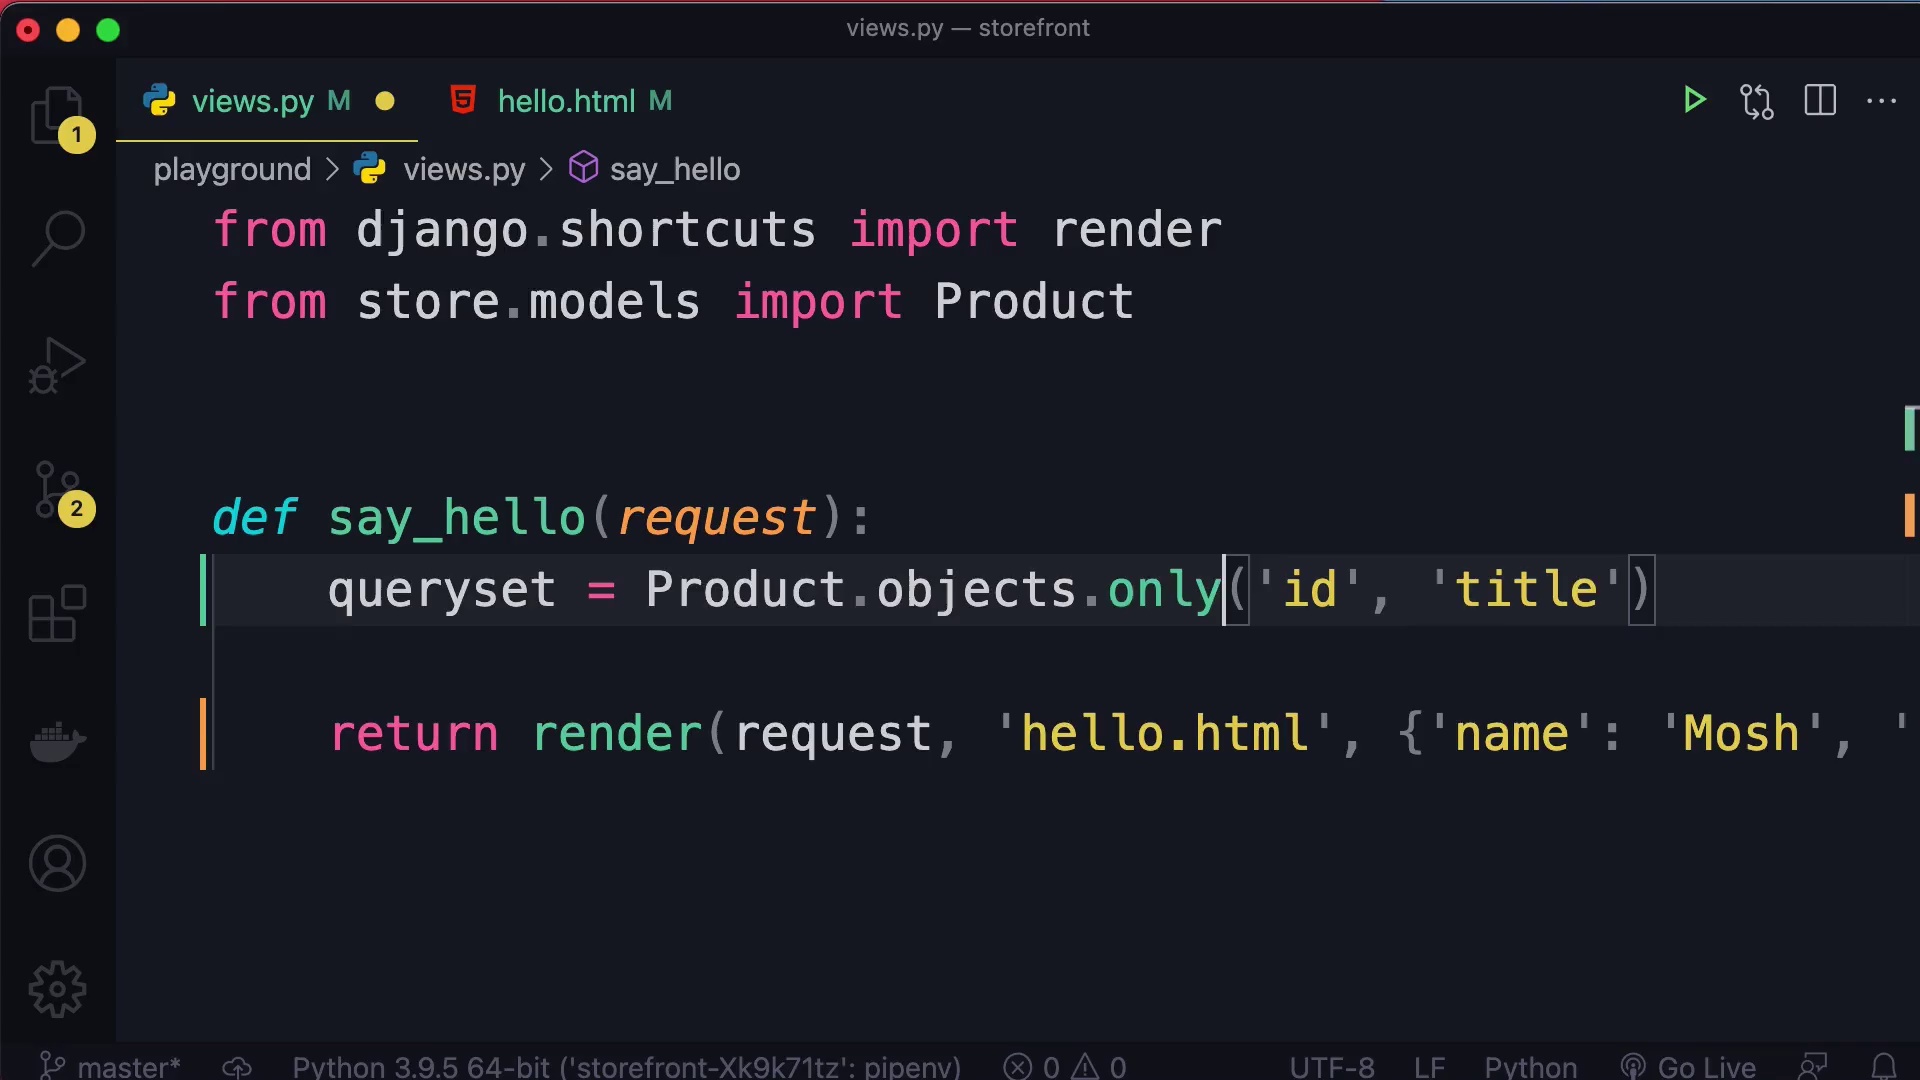 views.py — storefront
views.py M hello.html M
1
playground > views.py > say_hello
from django.shortcuts import render
from store.models import Product
def say_hello(request):
2
queryset = Product.objects.only('id', 'title')
return render(request, 'hello.html', {'name': 'Mosh', '
master* Python 3.9.5 64-bit ('storefront-Xk9k71tz': pipenv) 0 0 UTF-8 LF Python Go Live